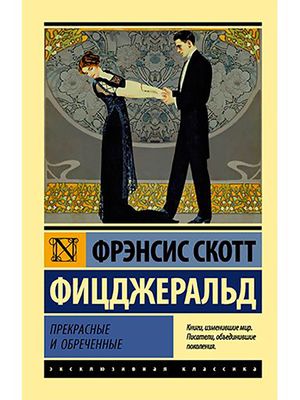 ФРЭНСИС СКОТТ
ФИЦДЖЕРАЛЬД
ПРЕКРАСНЫЕ
И ОБРЕЧЕННЫЕ
Книги, изменившие мир.
Писатели, объединившие
поколения.
эксклюзивная классика